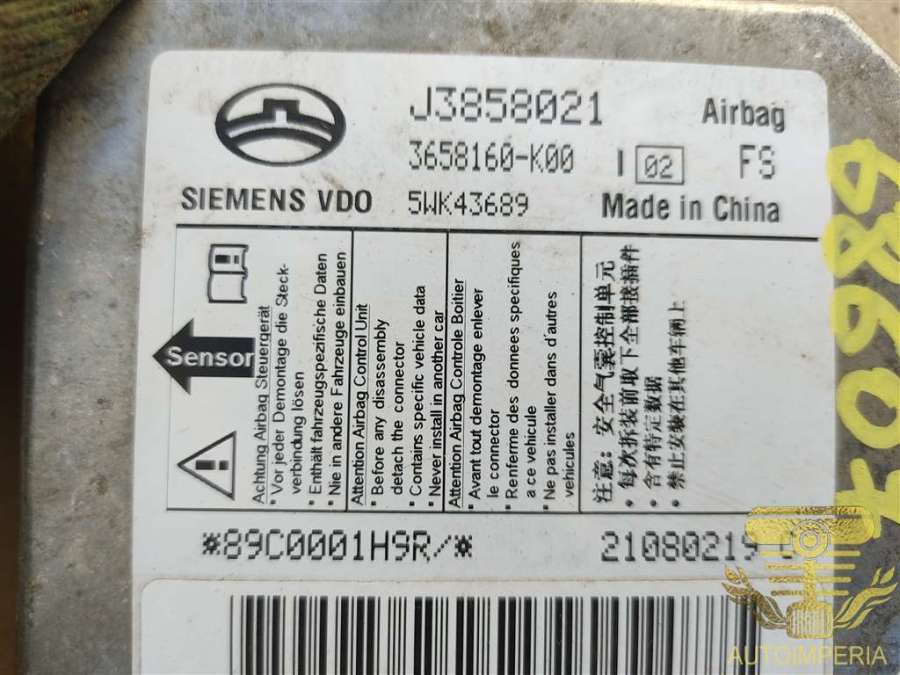 J3858021
Airbag
3658160-K00
I 02 FS
SIEMENS VDO
5WK43689
Made in China
Sensor
Achtung Airbag Steuergerät
• Vor jeder Demontage die Steck-
verbindung lösen
• Enthält fahrzeugspezifische Daten
• Nie in andere Fahrzeuge einbauen
Attention Airbag Control Unit
• Before any disassembly
detach the connector
• Contains specific vehicle data
• Never install in another car
Attention Airbag Controle Boitier
• Avant tout demontage enlever
le connector
• Renferme des donnees specifiques
a ce vehicule
• Ne pas installer dans d'autres
vehicules
注意：安全气囊控制单元
• 每次拆装前取下全部接插件
• 含有特定数据
• 禁止安装在其他车辆上
*89C0001H9R/*
21080219
AUTOIMPERIA